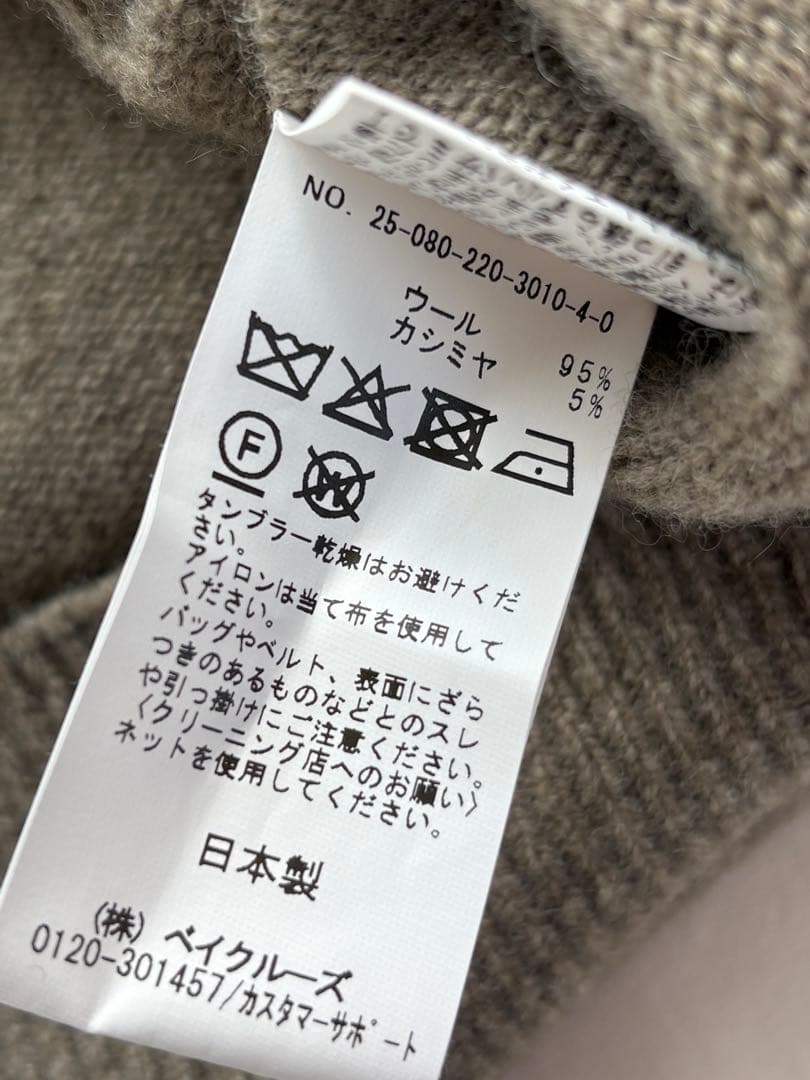 NO. 25-080-220-3010-4-0
ウール 95%
カシミヤ 5%
F
W
タンブラー乾燥はお避けくだ
さい。
アイロンは当て布を使用して
ください。
バッグやベルト、表面にざら
つきのあるものなどとのスレ
や引っ掛けにご注意ください。
〈クリーニング店へのお願い〉
ネットを使用してください。
日本製
(株) ベイクルーズ
0120-301457/カスタマーサポート